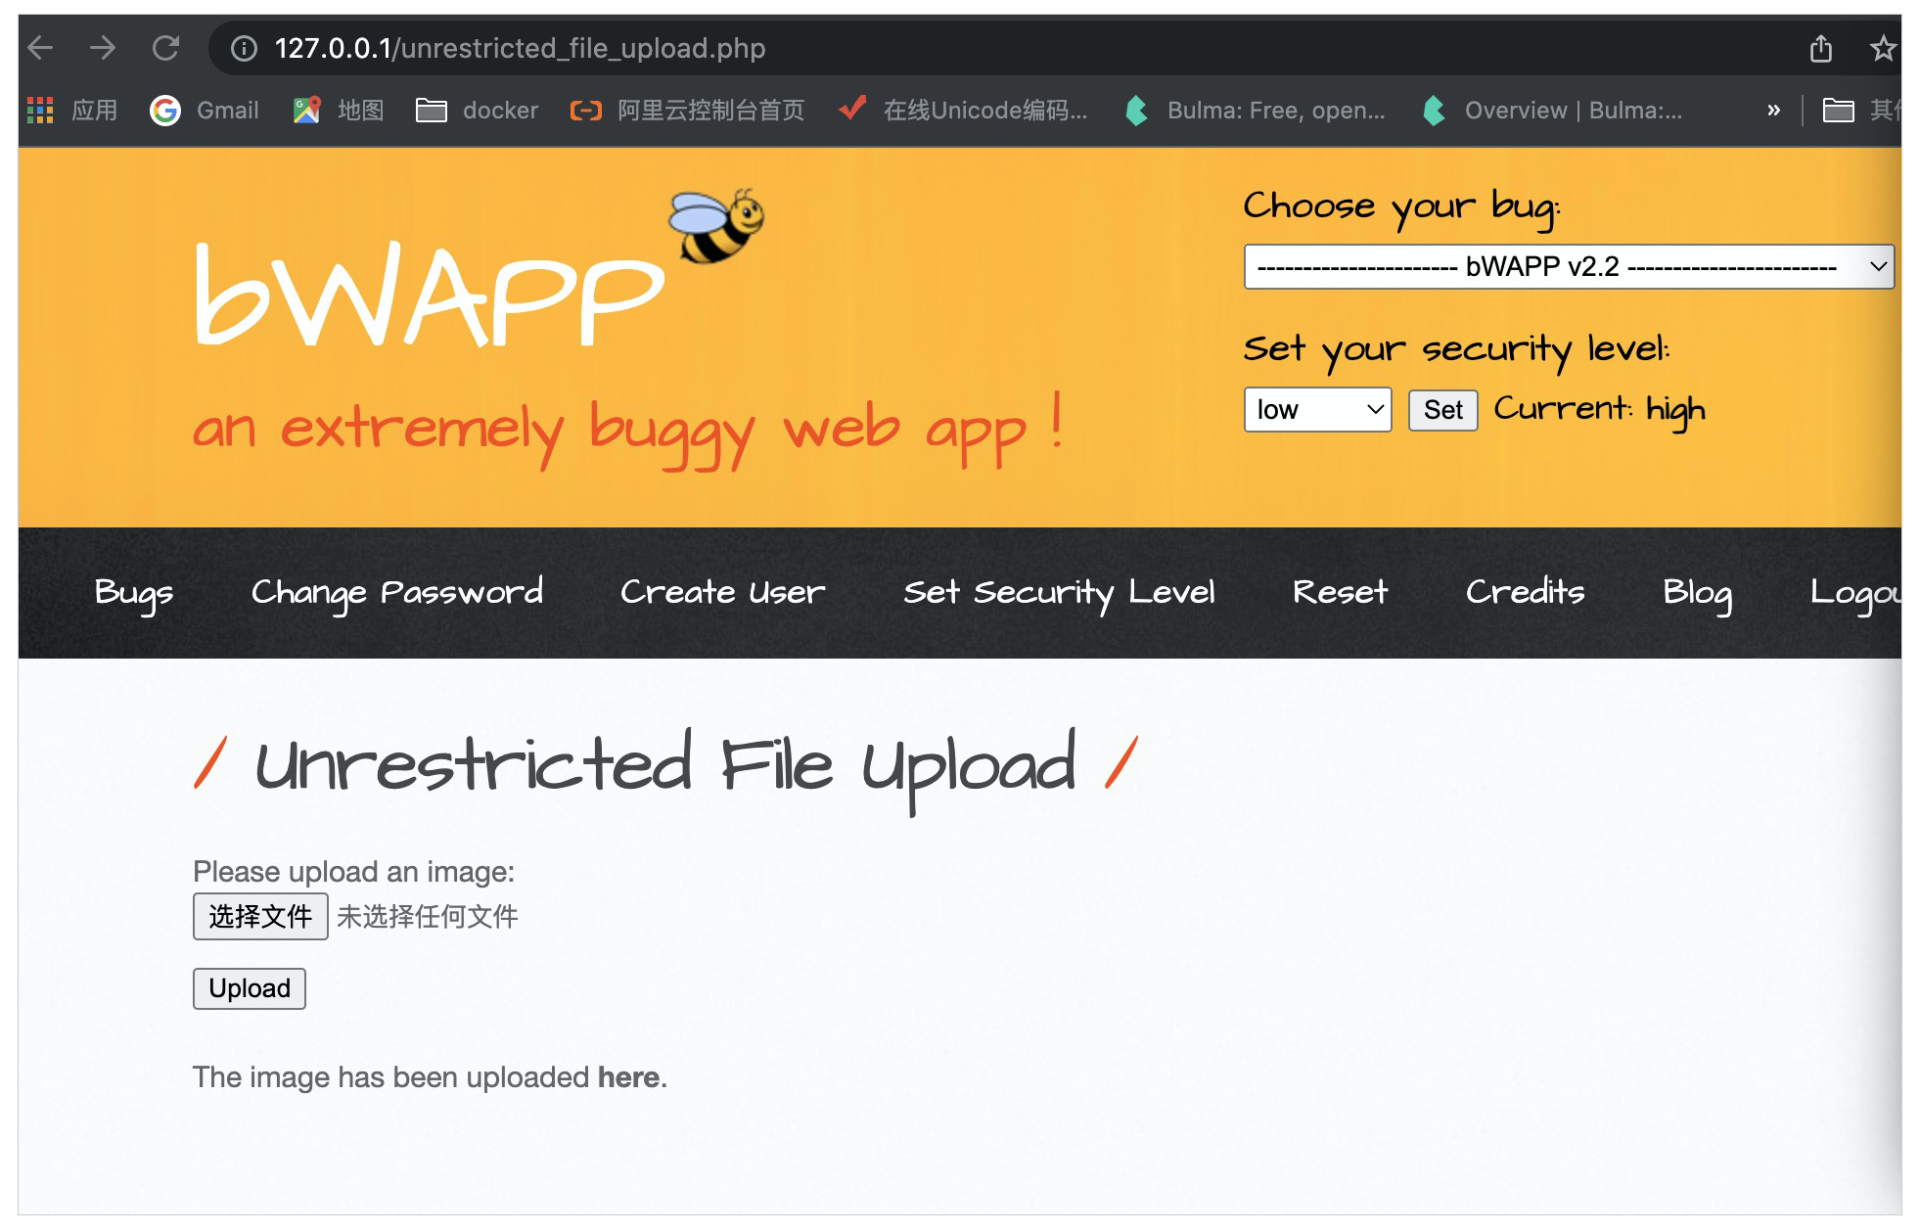 127.0.0.1/unrestricted_file_upload.php
应用 Gmail 地图 docker 阿里云控制台首页 在线Unicode编码... Bulma: Free, open... Overview | Bulma:... »
bWAPP
an extremely buggy web app !
Choose your bug:
---------------------- bWAPP v2.2 -----------------------
Set your security level:
low Set Current: high
Bugs Change Password Create User Set Security Level Reset Credits Blog
/ Unrestricted File Upload /
Please upload an image:
选择文件 未选择任何文件
Upload
The image has been uploaded here.